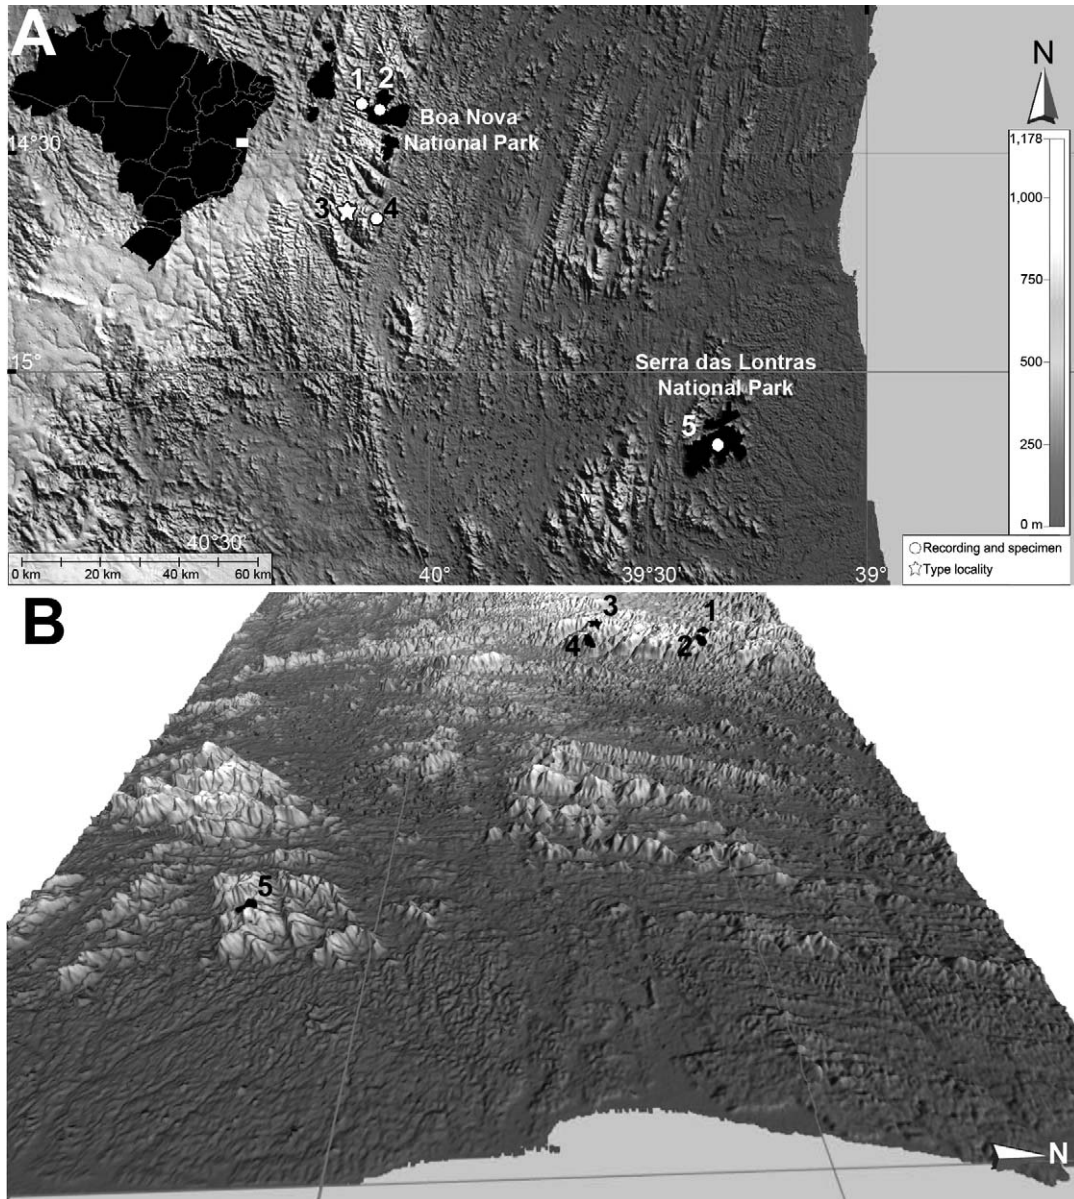 A
1 2
Boa Nova
National Park
14°30
3 4
N
1,178
1,000
750
500
250
0 m
15°
Serra das Lontras
National Park
5
40°30'
0 km 20 km 40 km 60 km
40° 39°30' 39°
Recording and specimen
Type locality
B
3 1
4 2
5
N